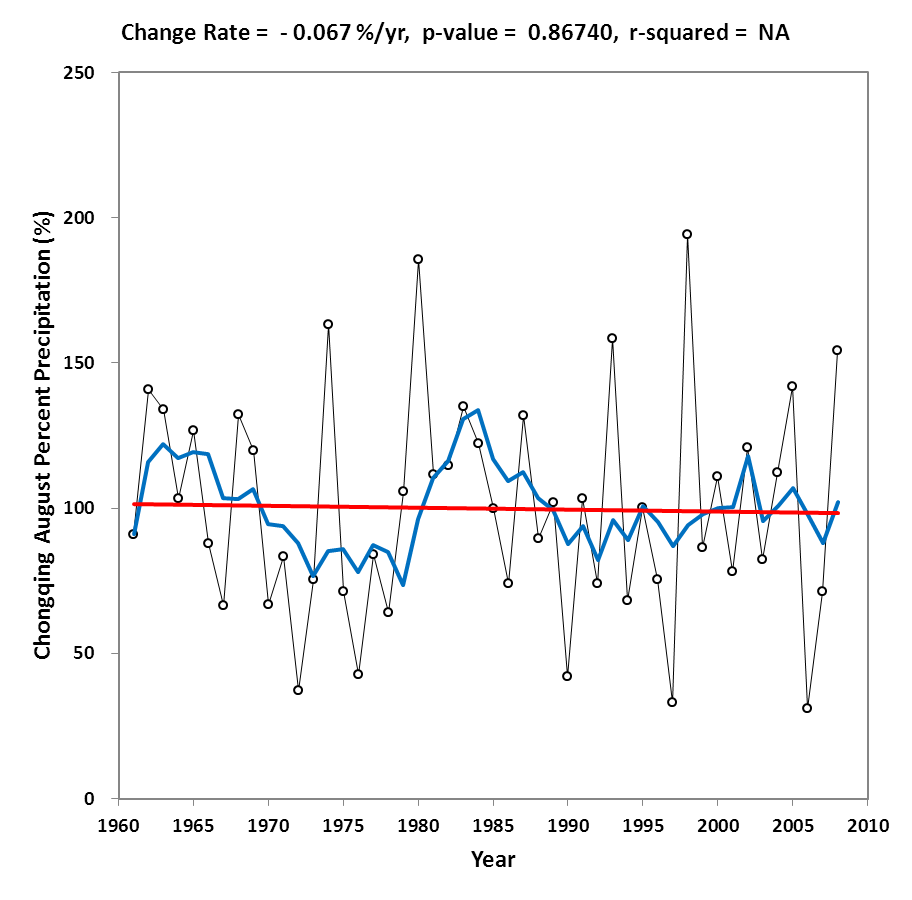 Change Rate = - 0.067 %/yr, p-value = 0.86740, r-squared = NA
Chongqing August Percent Precipitation (%)
250
200
150
100
50
0
1960 1965 1970 1975 1980 1985 1990 1995 2000 2005 2010
Year